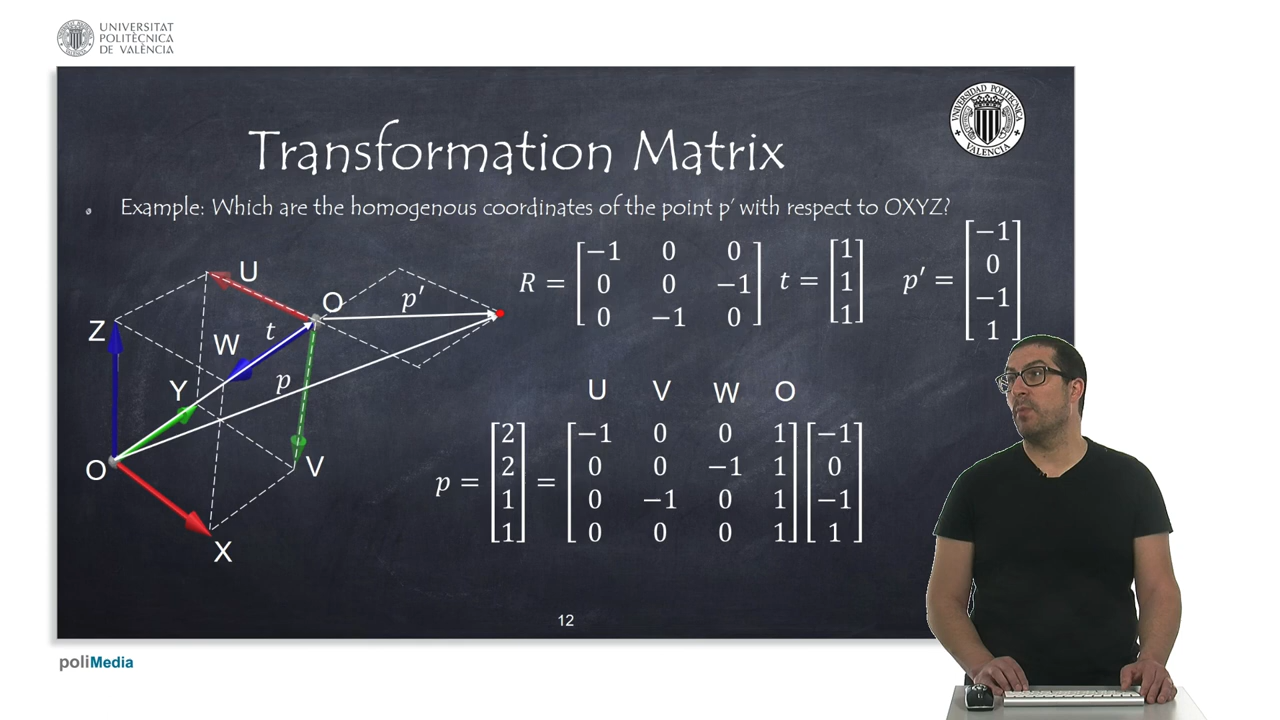 UNIVERSITAT
POLITÈCNICA
DE VALÈNCIA
UNIVERSIDAD POLITECNICA
VALENCIA
Transformation Matrix
Example: Which are the homogenous coordinates of the point p' with respect to OXYZ?
R = [−1 0 0; 0 0 −1; 0 −1 0] t = [1; 1; 1] p′ = [−1; 0; −1; 1]
U
O
p′
Z
t
W
p
Y
O
V
X
U V W O
p = [2; 2; 1; 1] = [−1 0 0 1; 0 0 −1 1; 0 −1 0 1; 0 0 0 1] [−1; 0; −1; 1]
12
poliMedia